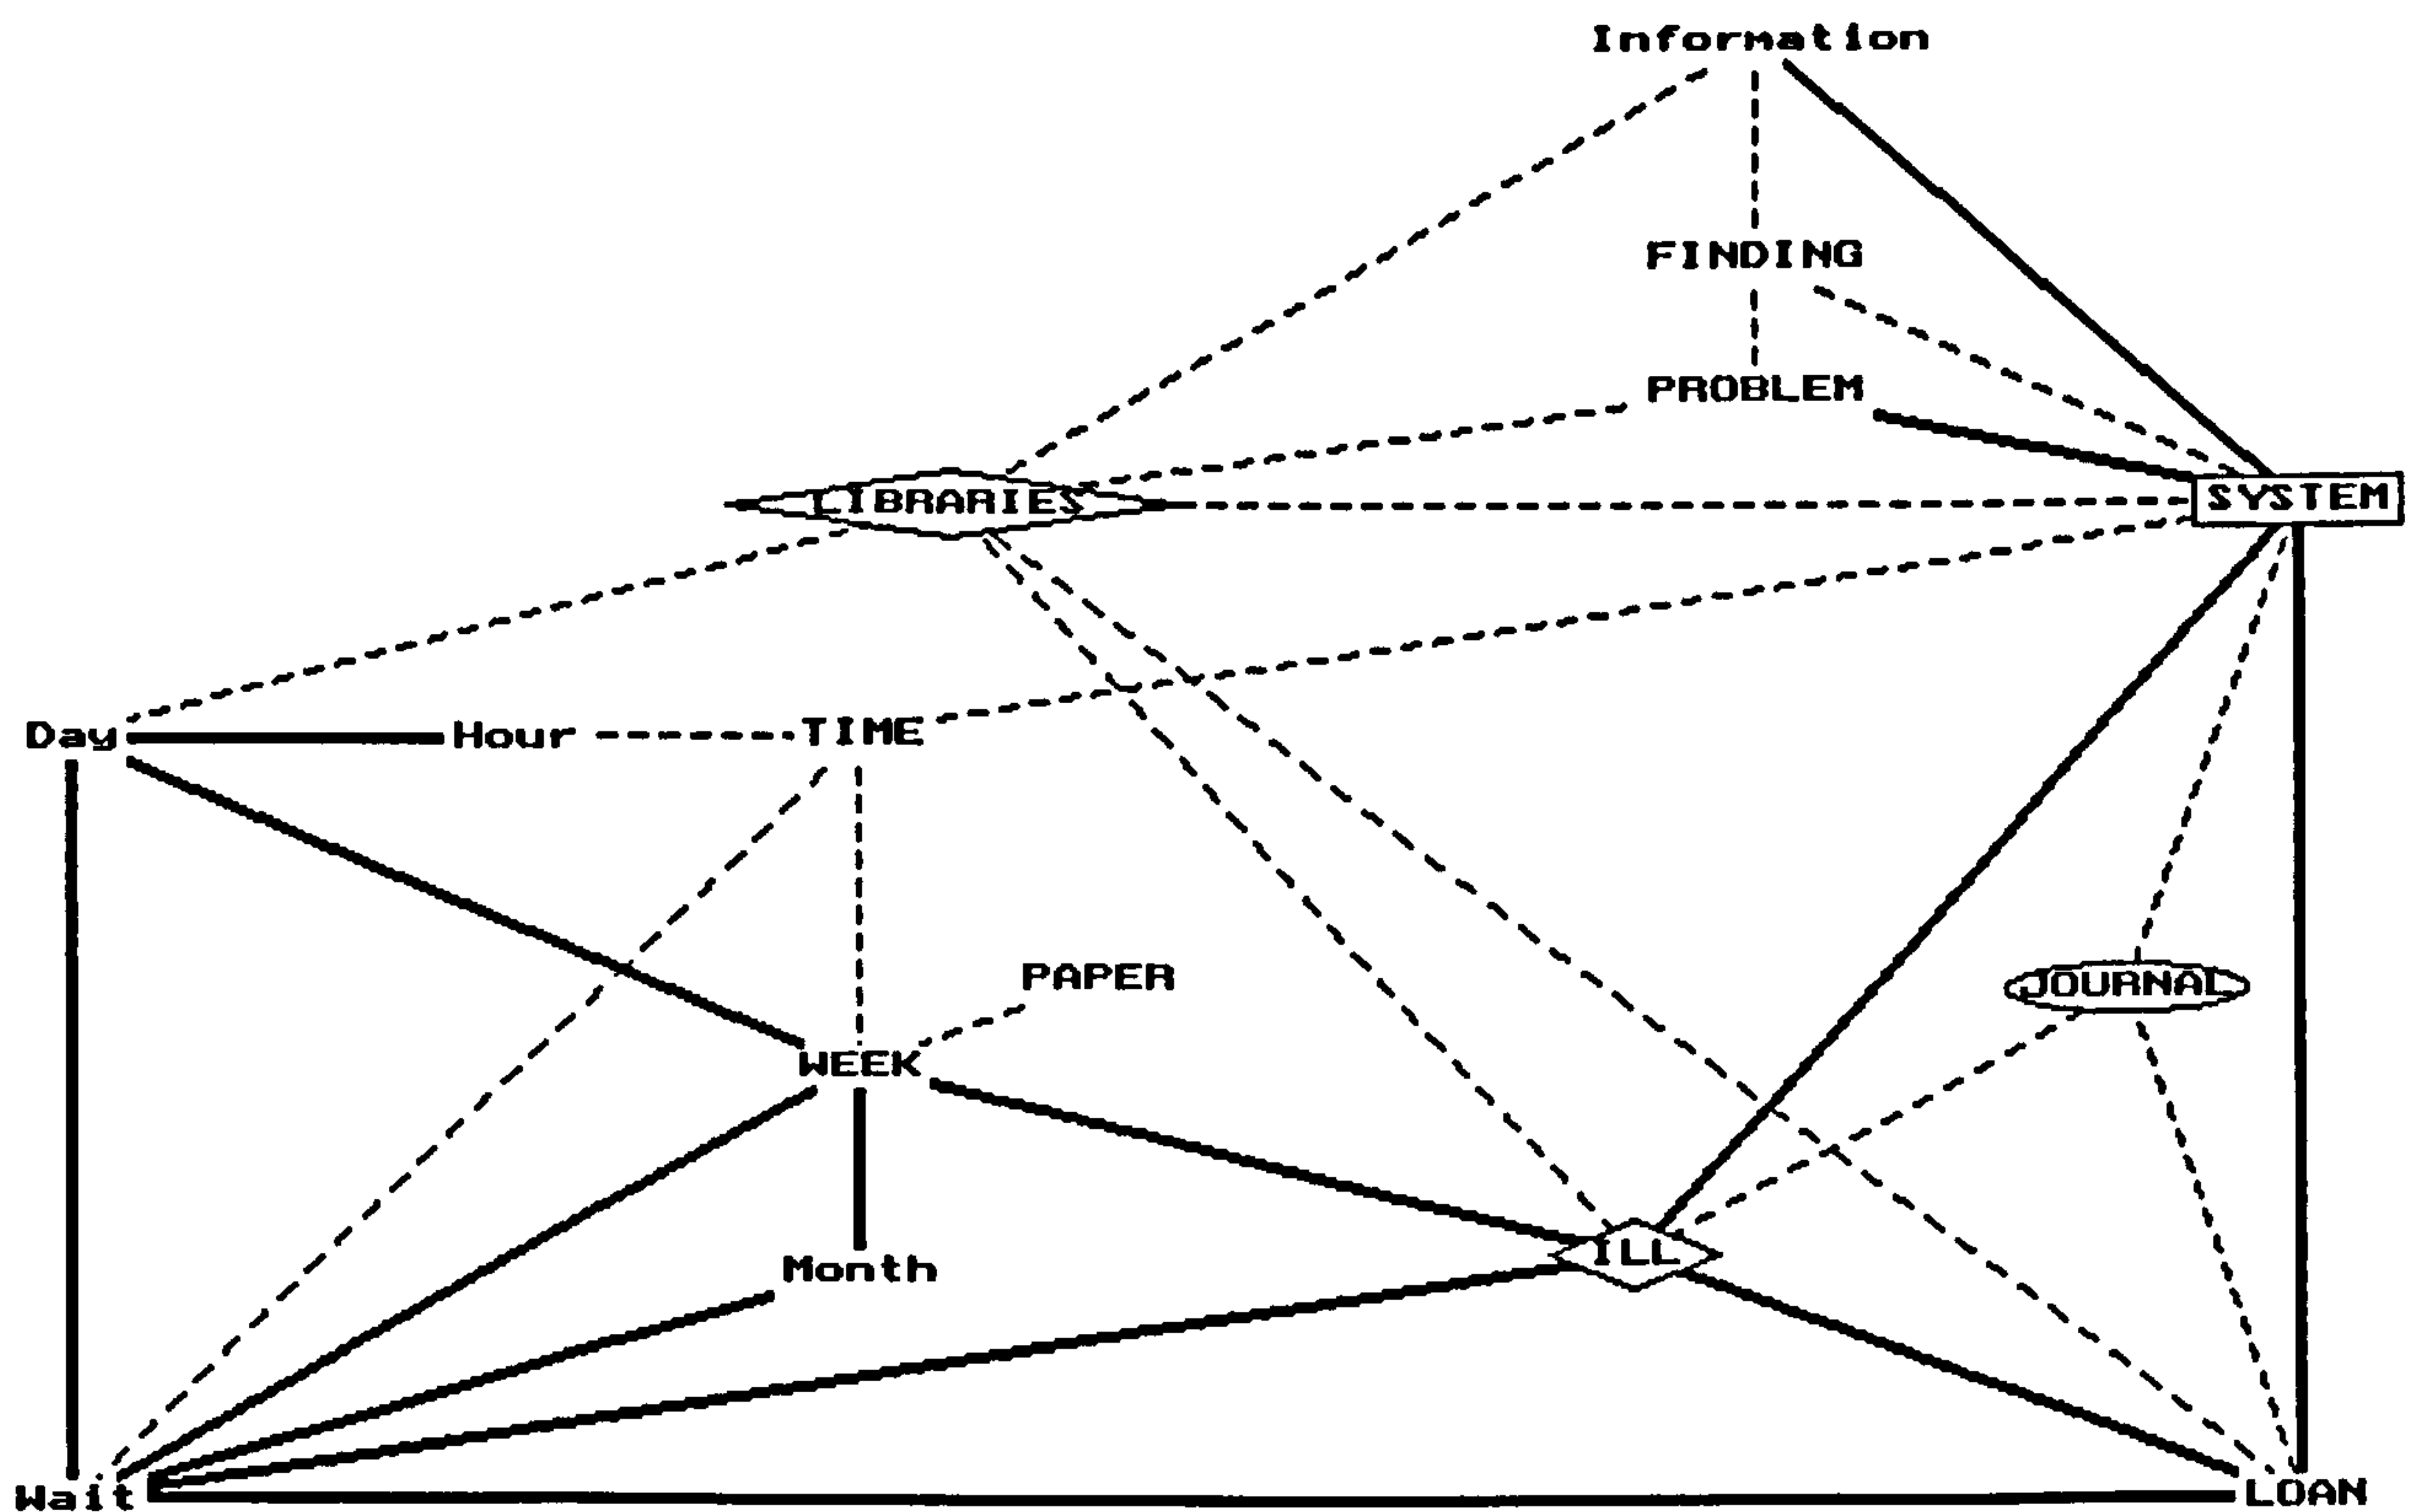 Information
FINDING
PROBLEM
LIBRARIES
SYSTEM
Day
Hour
TIME
PAPER
JOURNAL
WEEK
ILL
Month
Wait
LOAN